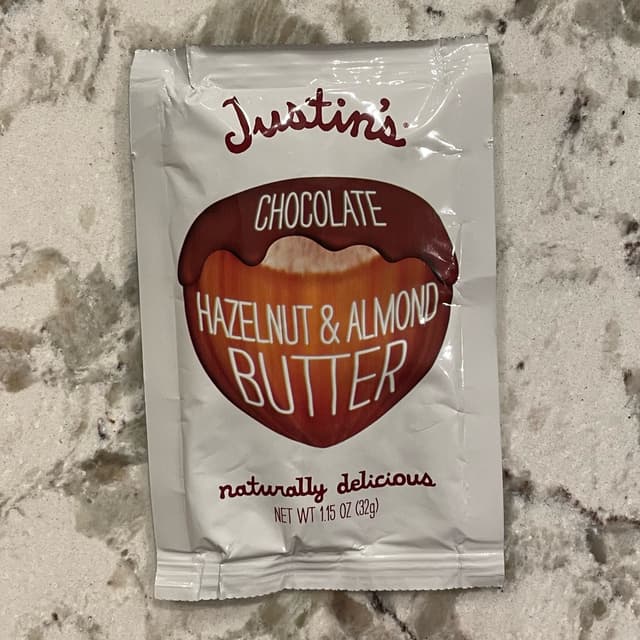 Justin's
CHOCOLATE
HAZELNUT & ALMOND
BUTTER
naturally delicious
NET WT 1.15 OZ (32g)